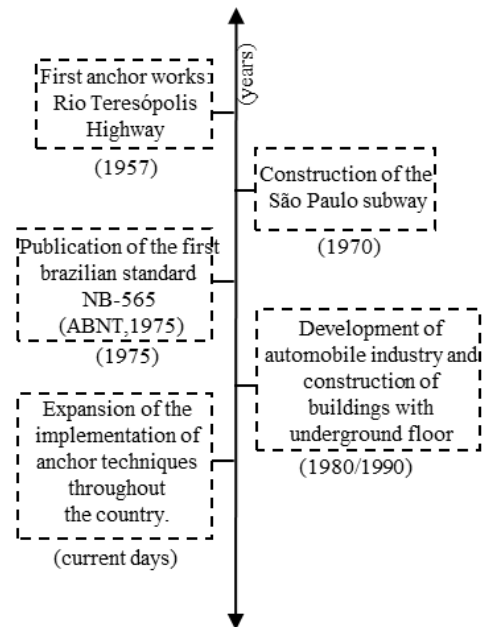 (years)
First anchor works:
Rio Teresópolis
Highway
(1957)
Construction of the
São Paulo subway
(1970)
Publication of the first
brazilian standard
NB-565
(ABNT,1975)
(1975)
Development of
automobile industry and
construction of
buildings with
underground floor
(1980/1990)
Expansion of the
implementation of
anchor techniques
throughout
the country.
(current days)